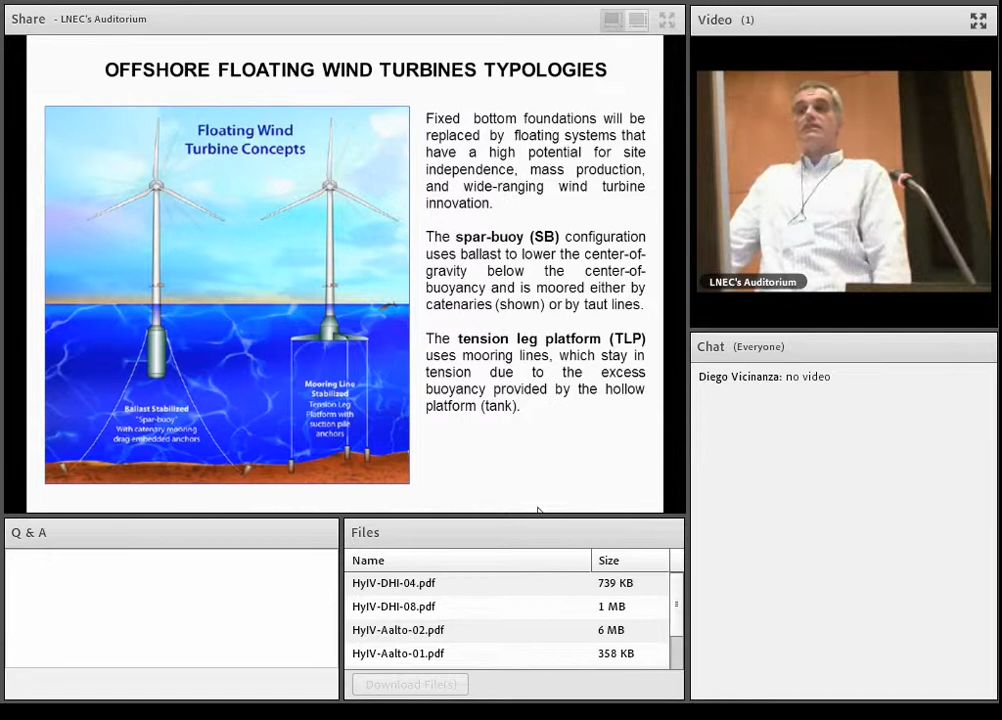 Share - LNEC's Auditorium
OFFSHORE FLOATING WIND TURBINES TYPOLOGIES
Floating Wind
Turbine Concepts
Ballast Stabilized
"Spar-buoy"
With catenary mooring
drag embedded anchors
Mooring Line
Stabilized
Tension Leg
Platform with
suction pile
anchors
Fixed bottom foundations will be
replaced by floating systems that
have a high potential for site
independence, mass production,
and wide-ranging wind turbine
innovation.
The spar-buoy (SB) configuration
uses ballast to lower the center-of-
gravity below the center-of-
buoyancy and is moored either by
catenaries (shown) or by taut lines.
The tension leg platform (TLP)
uses mooring lines, which stay in
tension due to the excess
buoyancy provided by the hollow
platform (tank).
Video (1)
LNEC's Auditorium
Chat (Everyone)
Diego Vicinanza: no video
Q & A
Files
Name Size
HyIV-DHI-04.pdf 739 KB
HyIV-DHI-08.pdf 1 MB
HyIV-Aalto-02.pdf 6 MB
HyIV-Aalto-01.pdf 358 KB
Download File(s)